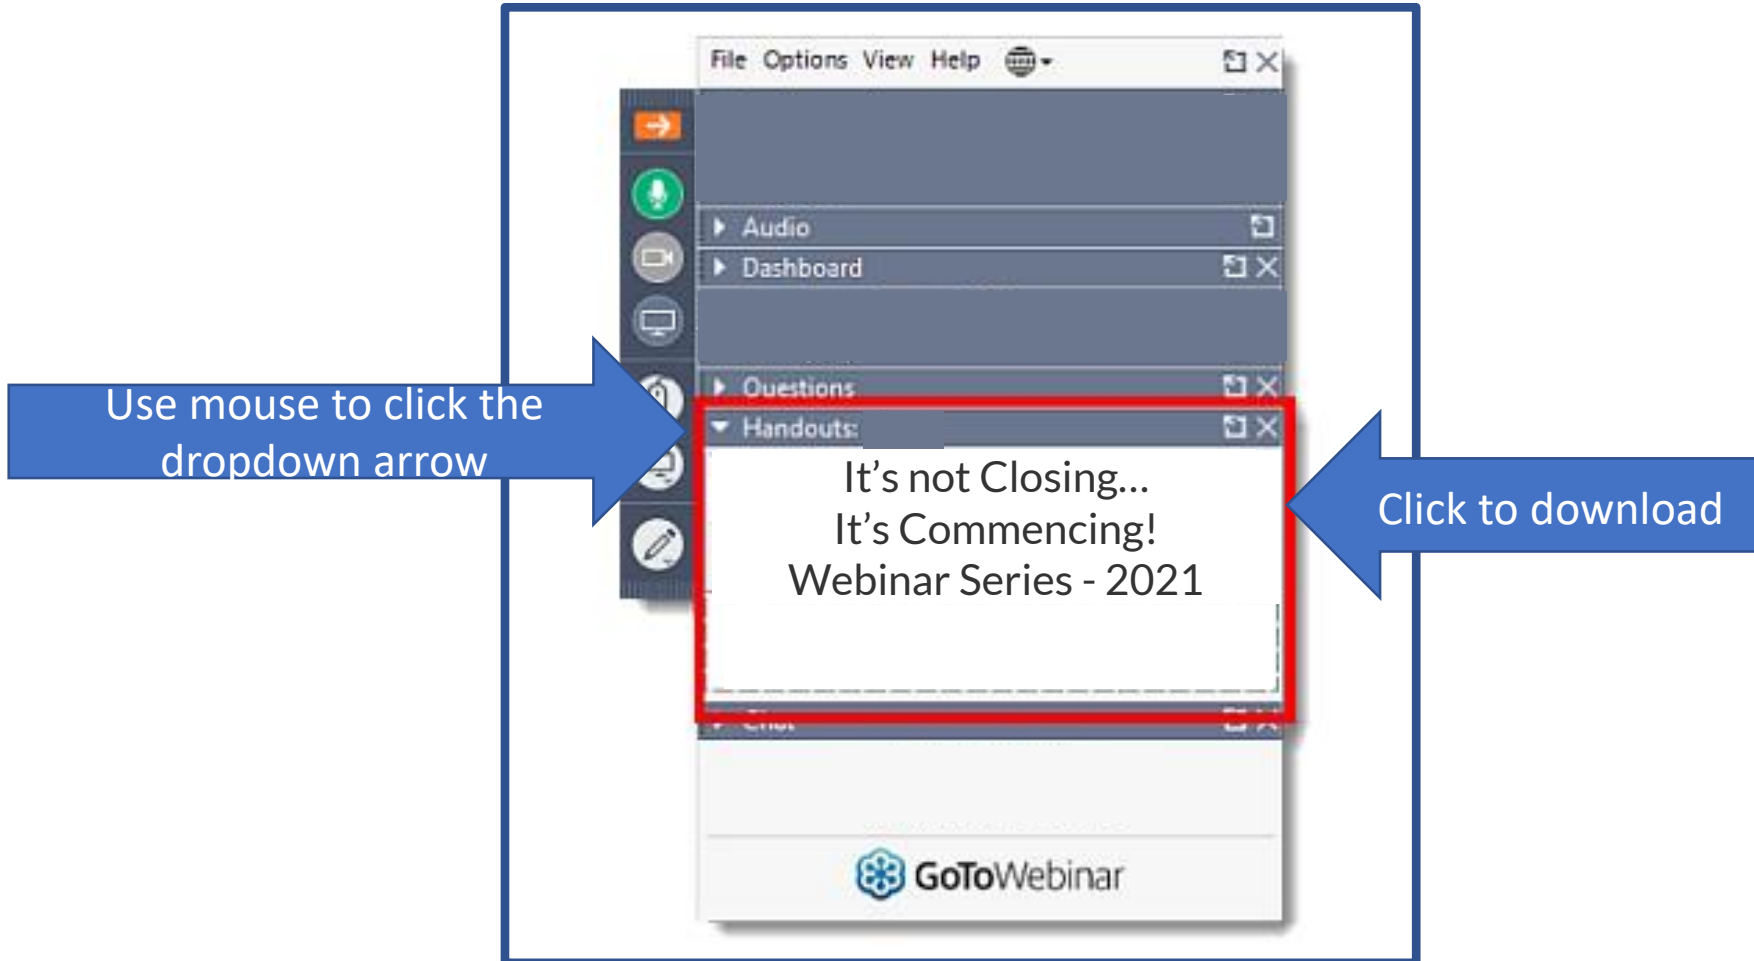 File Options View Help
Audio
Dashboard
Questions
Handouts:
Use mouse to click the
dropdown arrow
It’s not Closing...
It’s Commencing!
Webinar Series - 2021
Click to download
Chat
GoToWebinar